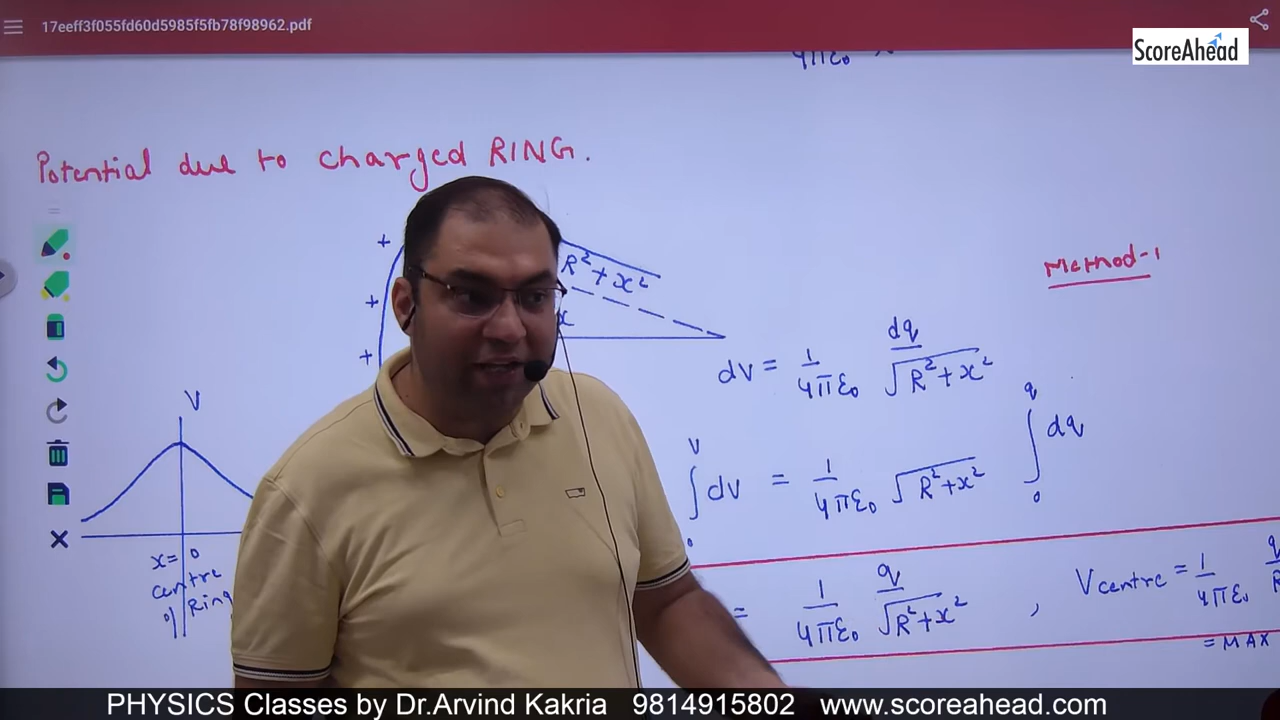 17eeff3f055fd60d5985f5fb78f98962.pdf
ScoreAhead
4πε₀ x
Potential due to charged RING.
+
+
+
R²+x²
x
Method-1
dv = 1/4πε₀ dq/√R²+x²
∫₀^V dv = 1/4πε₀ √R²+x² ∫₀^q dq
V
x=0
centre
of Ring
= 1/4πε₀ q/√R²+x² , Vcentre = 1/4πε₀ q/R
= MAX
PHYSICS Classes by Dr.Arvind Kakria 9814915802 www.scoreahead.com